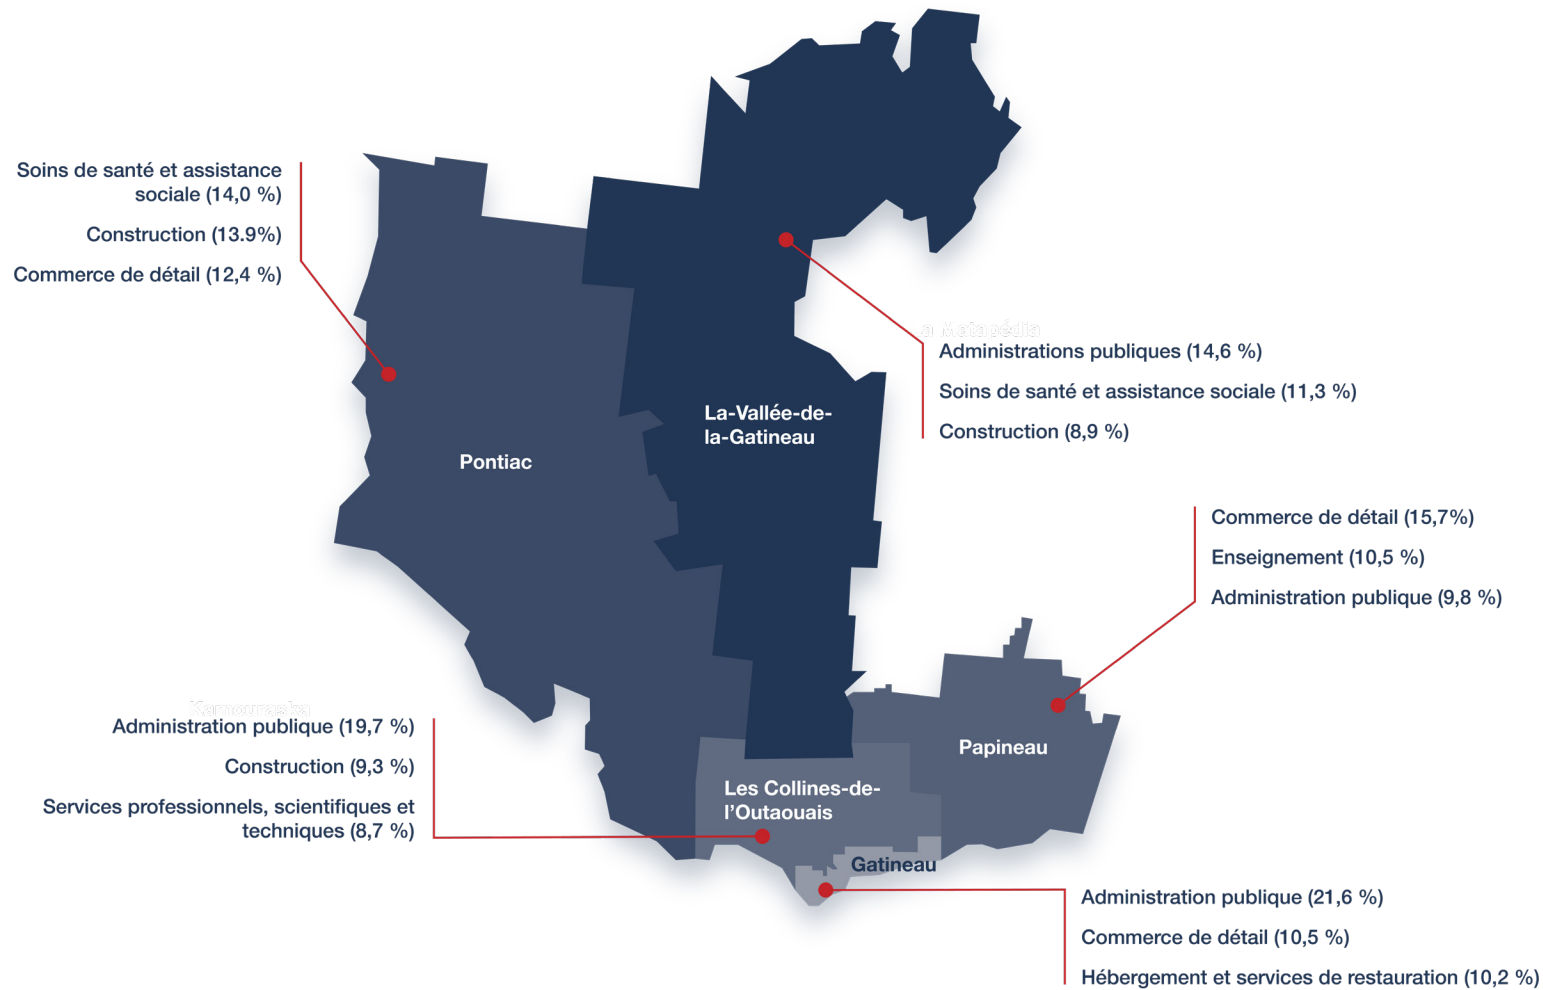 Soins de santé et assistance
sociale (14,0 %)
Construction (13.9%)
Commerce de détail (12,4 %)
Pontiac
La-Vallée-de-
la-Gatineau
a Matapédia
Administrations publiques (14,6 %)
Soins de santé et assistance sociale (11,3 %)
Construction (8,9 %)
Commerce de détail (15,7%)
Enseignement (10,5 %)
Administration publique (9,8 %)
Papineau
Kamouraska
Administration publique (19,7 %)
Construction (9,3 %)
Services professionnels, scientifiques et
techniques (8,7 %)
Les Collines-de-
l’Outaouais
Gatineau
Administration publique (21,6 %)
Commerce de détail (10,5 %)
Hébergement et services de restauration (10,2 %)